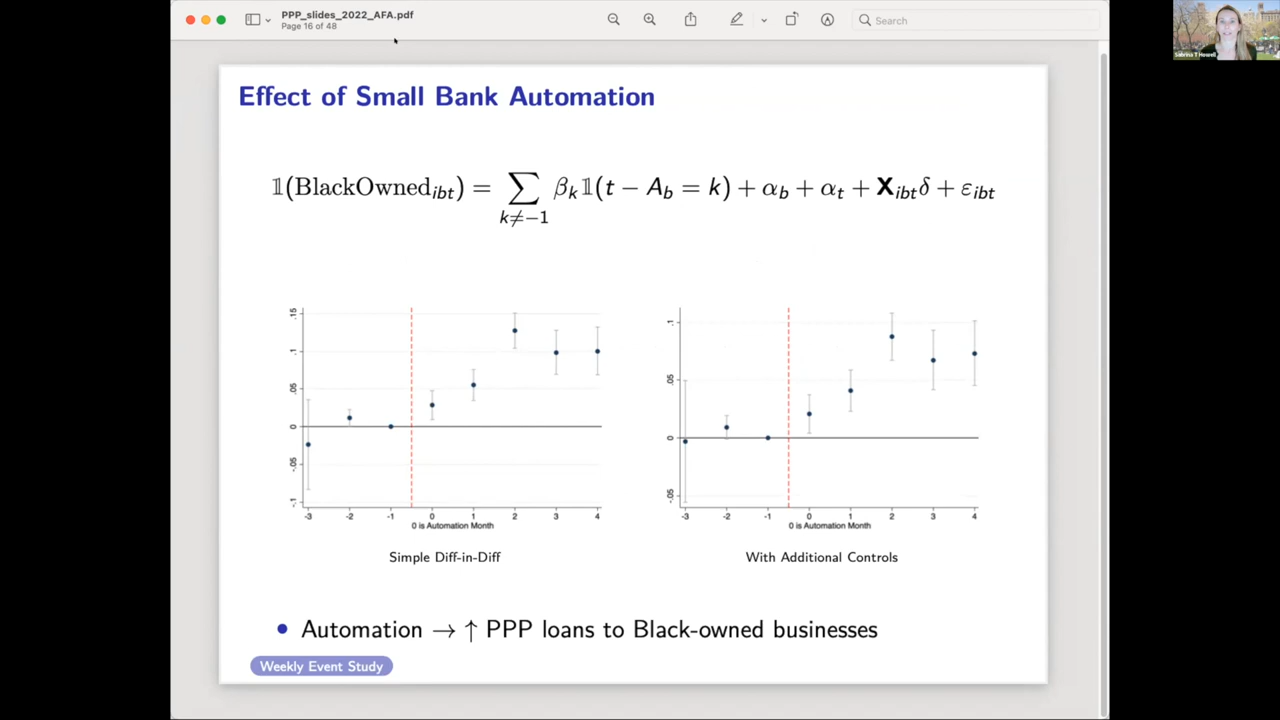 PPP_slides_2022_AFA.pdf
Page 16 of 48
Search
Sabrina T Howell
Effect of Small Bank Automation
𝟙(BlackOwned_ibt) = ∑_{k≠−1} β_k 𝟙(t − A_b = k) + α_b + α_t + X_ibt δ + ε_ibt
.15
.1
.05
0
-.05
-.1
-3 -2 -1 0 1 2 3 4
0 is Automation Month
Simple Diff-in-Diff
.1
.05
0
-.05
-3 -2 -1 0 1 2 3 4
0 is Automation Month
With Additional Controls
• Automation → ↑ PPP loans to Black-owned businesses
Weekly Event Study